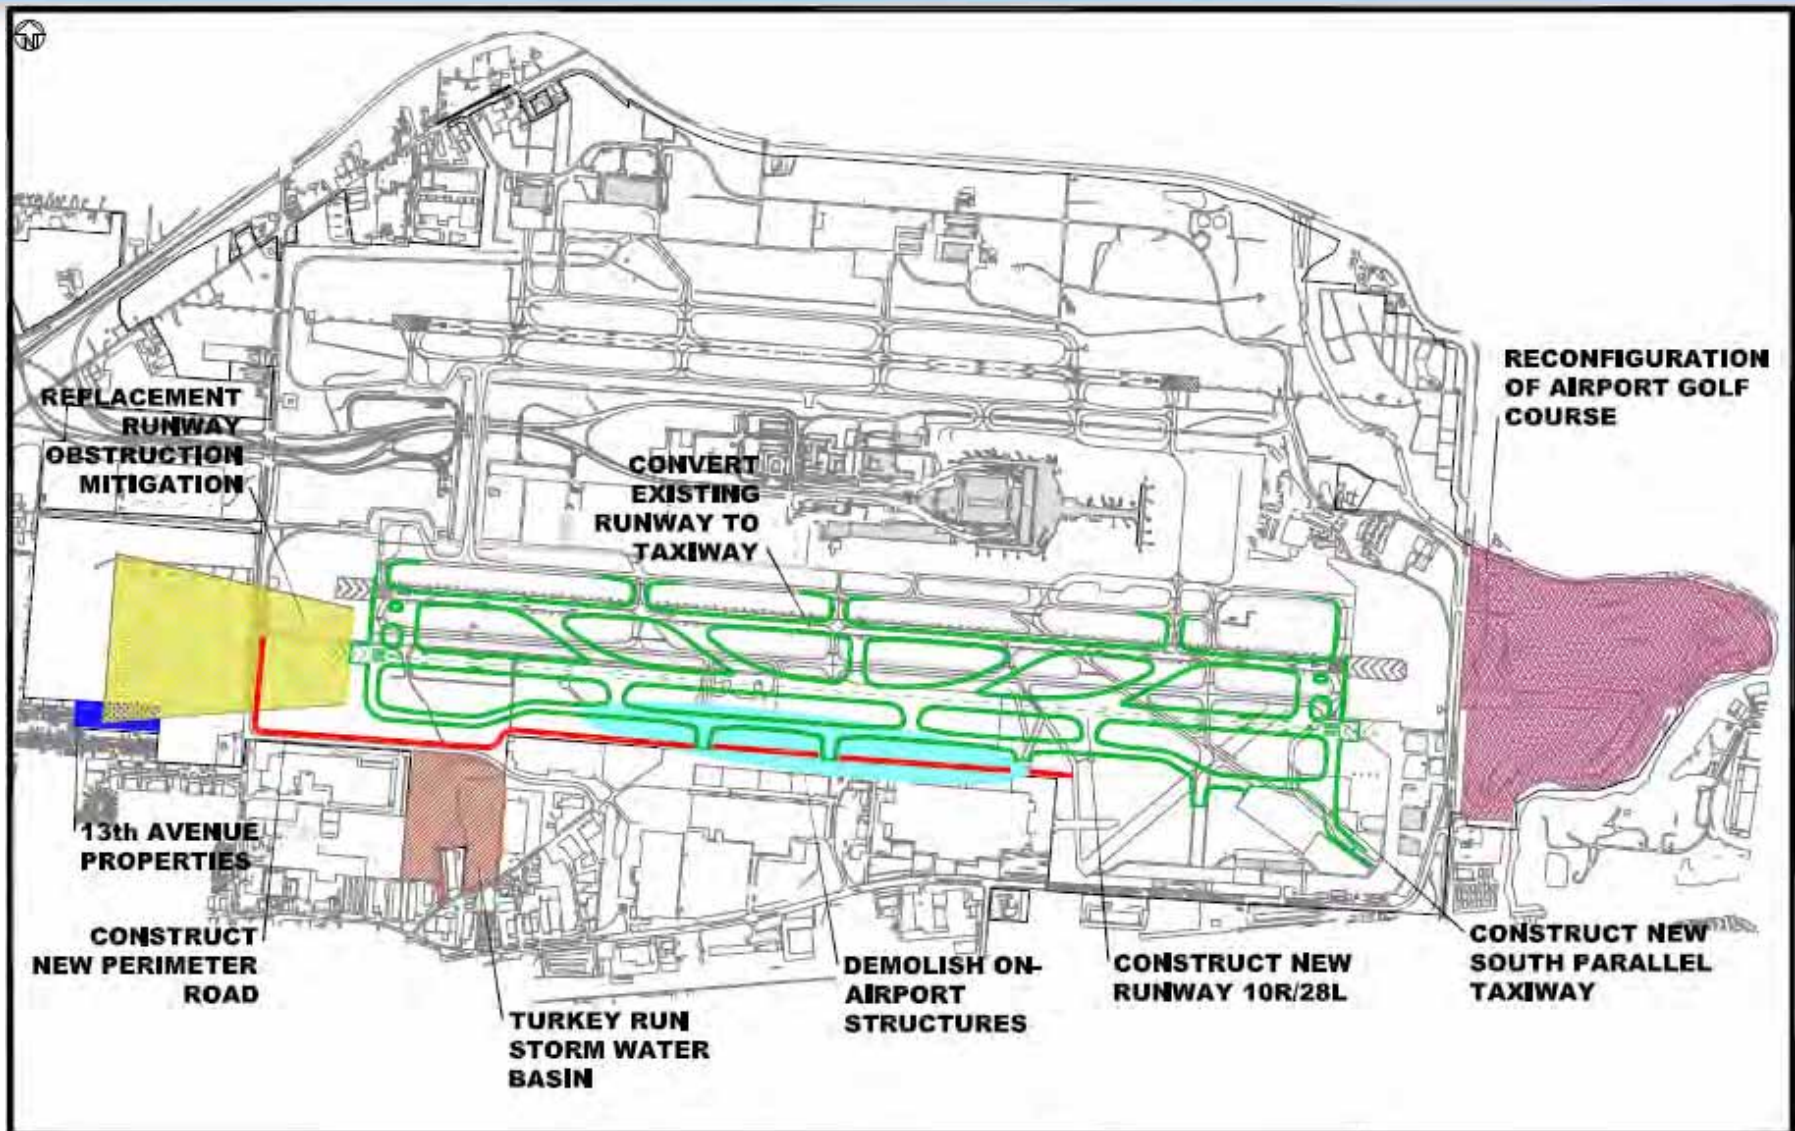 N
REPLACEMENT
RUNWAY
OBSTRUCTION
MITIGATION
CONVERT
EXISTING
RUNWAY TO
TAXIWAY
RECONFIGURATION
OF AIRPORT GOLF
COURSE
13th AVENUE
PROPERTIES
CONSTRUCT
NEW PERIMETER
ROAD
TURKEY RUN
STORM WATER
BASIN
DEMOLISH ON-
AIRPORT
STRUCTURES
CONSTRUCT NEW
RUNWAY 10R/28L
CONSTRUCT NEW
SOUTH PARALLEL
TAXIWAY